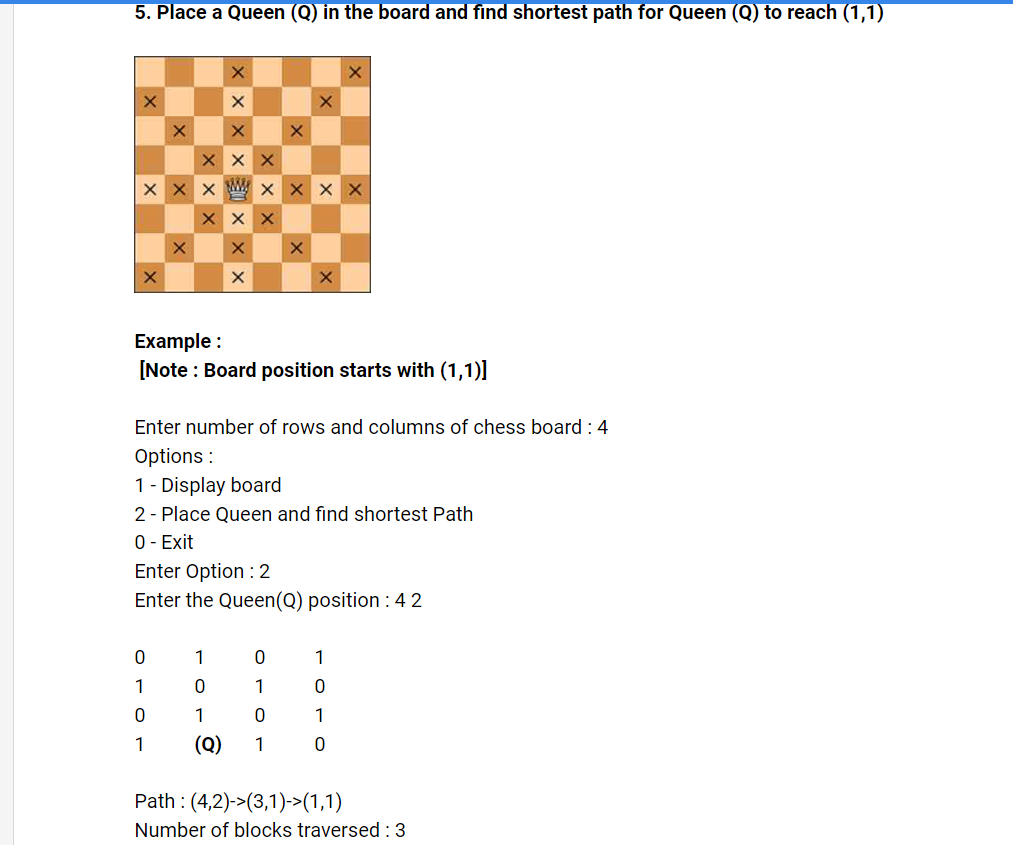 5. Place a Queen (Q) in the board and find shortest path for Queen (Q) to reach (1,1)
Example :
[Note : Board position starts with (1,1)]
Enter number of rows and columns of chess board : 4
Options :
1 - Display board
2 - Place Queen and find shortest Path
0 - Exit
Enter Option : 2
Enter the Queen(Q) position : 4 2
0 1 0 1
1 0 1 0
0 1 0 1
1 (Q) 1 0
Path : (4,2)->(3,1)->(1,1)
Number of blocks traversed : 3